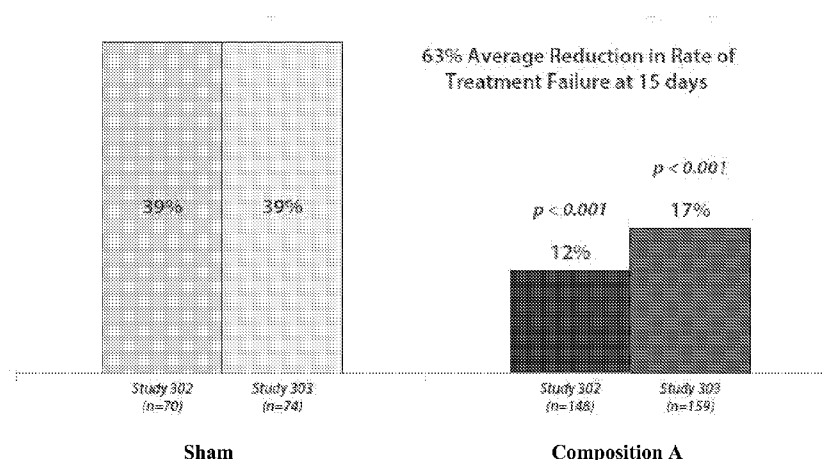 63% Average Reduction in Rate of
Treatment Failure at 15 days
39%
39%
p < 0.001
12%
p < 0.001
17%
Study 302
(n=70)
Study 303
(n=74)
Study 302
(n=148)
Study 303
(n=159)
Sham
Composition A